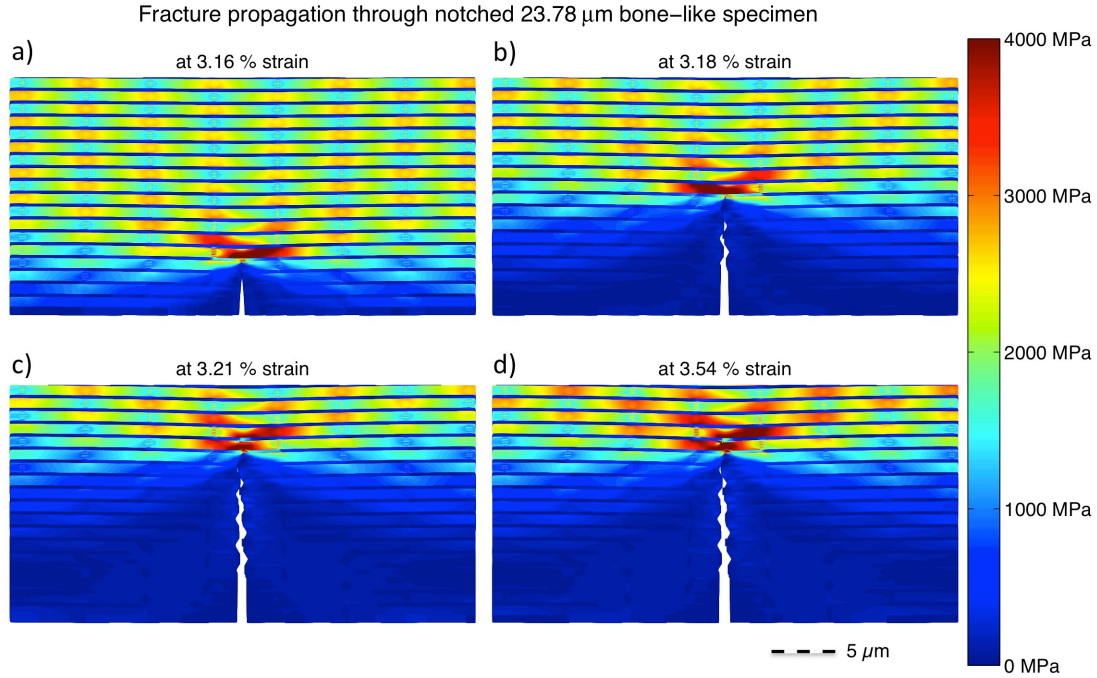 Fracture propagation through notched 23.78 μm bone−like specimen
a)
at 3.16 % strain
b)
at 3.18 % strain
4000 MPa
3000 MPa
2000 MPa
1000 MPa
0 MPa
c)
at 3.21 % strain
d)
at 3.54 % strain
5 μm